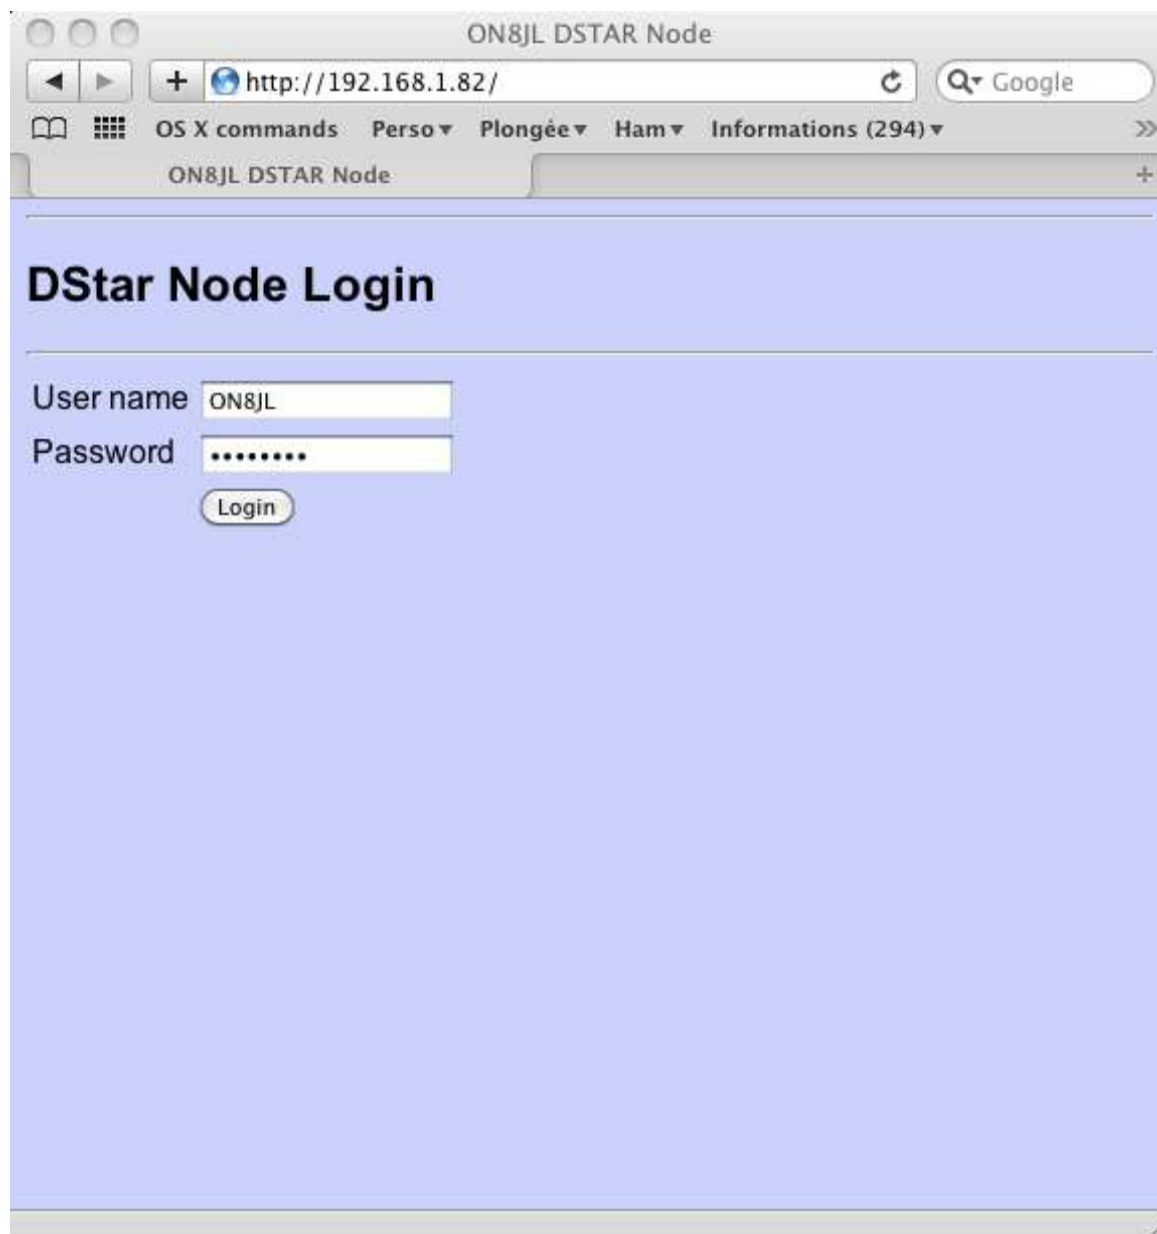 ON8JL DSTAR Node
http://192.168.1.82/ Google
OS X commands Perso Plongée Ham Informations (294)
ON8JL DSTAR Node
DStar Node Login
User name ON8JL
Password ••••••••
Login